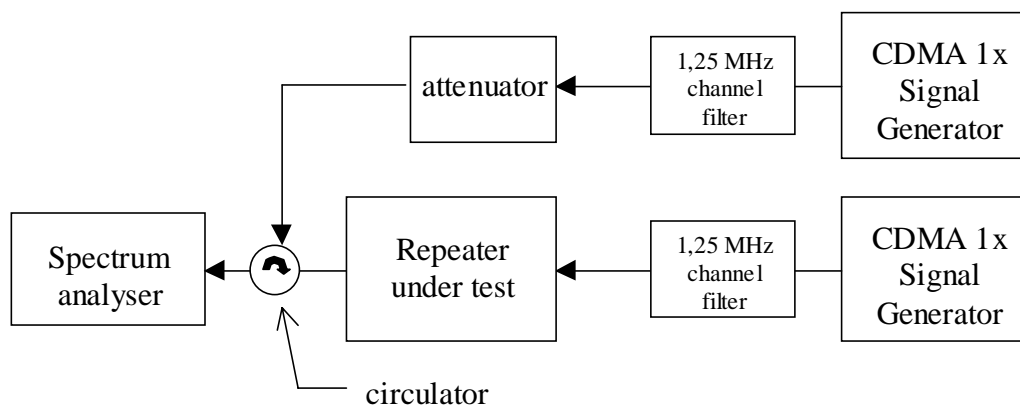 attenuator
1,25 MHz
channel
filter
CDMA 1x
Signal
Generator
Spectrum
analyser
Repeater
under test
1,25 MHz
channel
filter
CDMA 1x
Signal
Generator
circulator